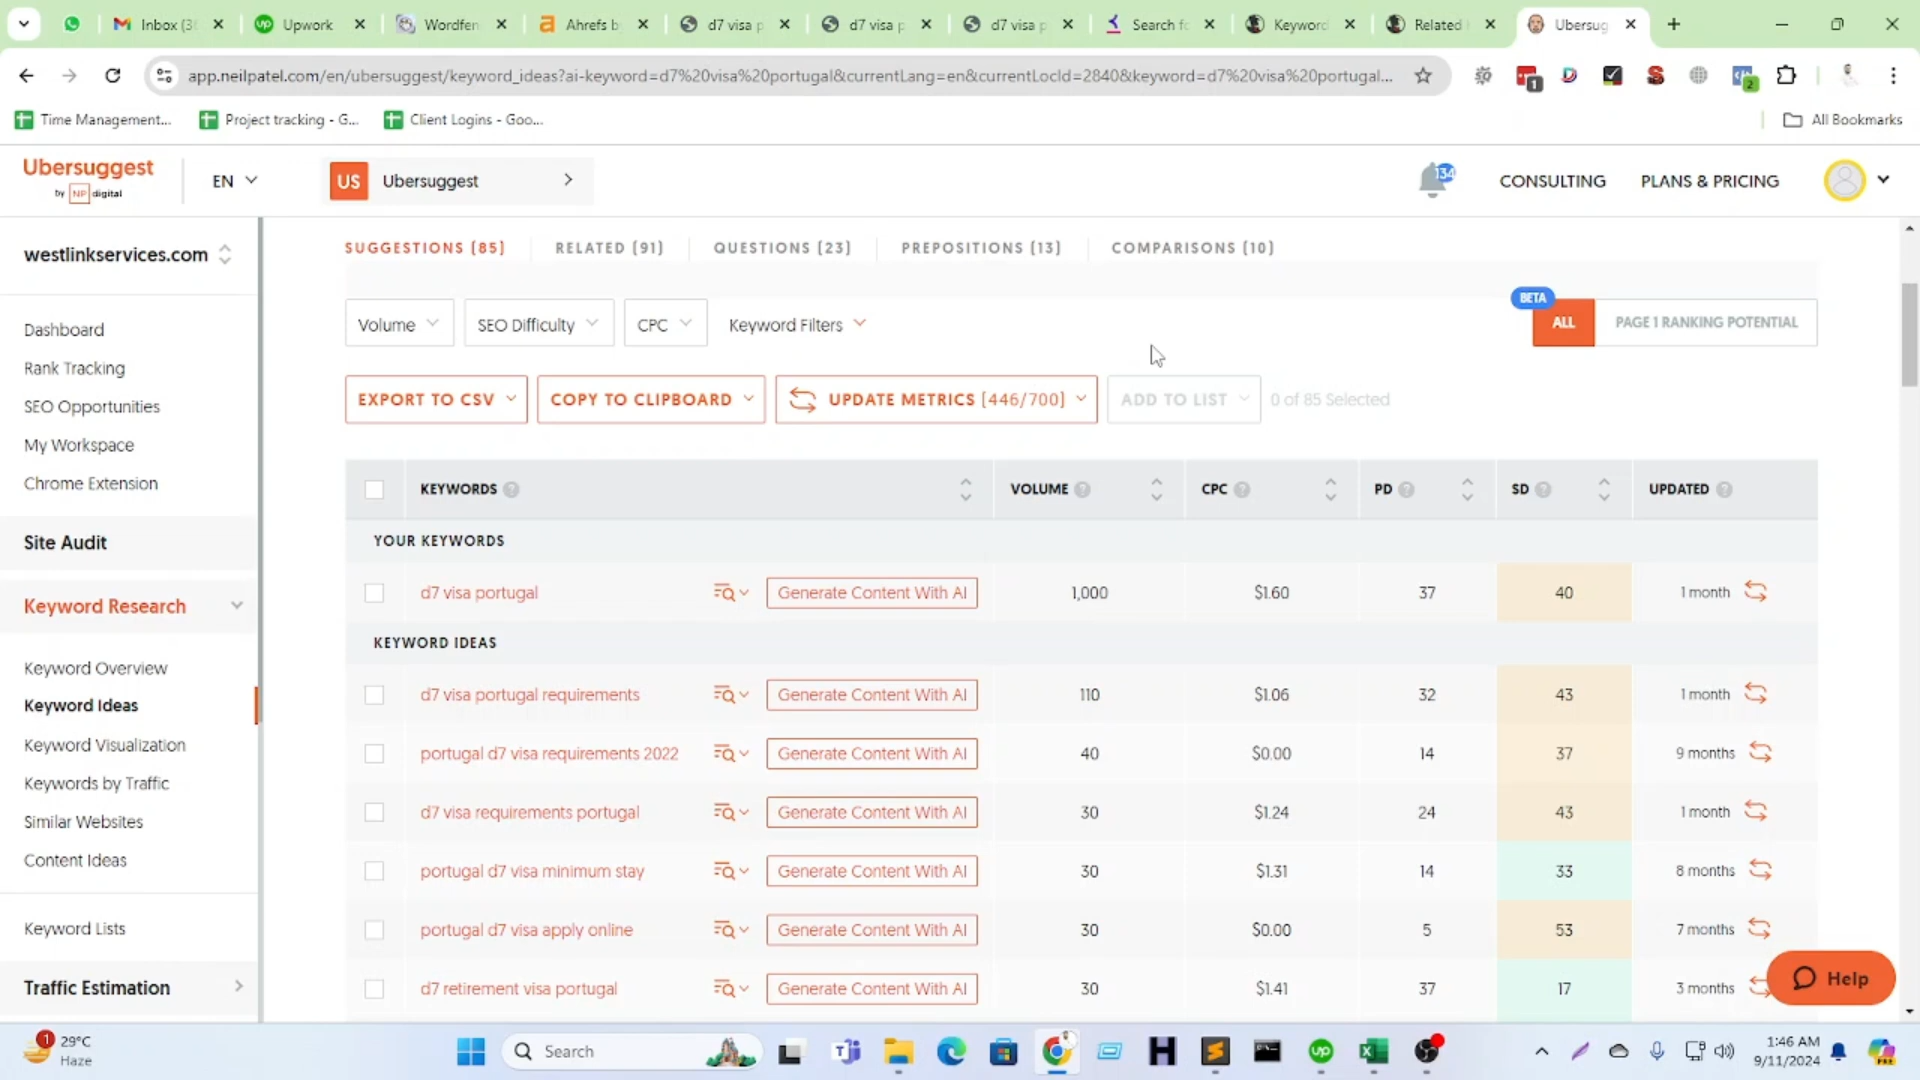 Inbox (3
Upwork
Wordfen
Ahrefs b
d7 visa p
d7 visa p
d7 visa p
Search fo
Keyword
Related
Ubersug
app.neilpatel.com/en/ubersuggest/keyword_ideas?ai-keyword=d7%20visa%20portugal&currentLang=en&currentLocId=2840&keyword=d7%20visa%20portugal...
1
2
Time Management...
Project tracking - G...
Client Logins - Goo...
All Bookmarks
Ubersuggest
by NP digital
EN
US Ubersuggest
134
CONSULTING
PLANS & PRICING
westlinkservices.com
Dashboard
Rank Tracking
SEO Opportunities
My Workspace
Chrome Extension
Site Audit
Keyword Research
Keyword Overview
Keyword Ideas
Keyword Visualization
Keywords by Traffic
Similar Websites
Content Ideas
Keyword Lists
Traffic Estimation
SUGGESTIONS (85)
RELATED (91)
QUESTIONS (23)
PREPOSITIONS (13)
COMPARISONS (10)
Volume
SEO Difficulty
CPC
Keyword Filters
BETA
ALL
PAGE 1 RANKING POTENTIAL
EXPORT TO CSV
COPY TO CLIPBOARD
UPDATE METRICS (446/700)
ADD TO LIST
0 of 85 Selected
KEYWORDS VOLUME CPC PD SD UPDATED
YOUR KEYWORDS
d7 visa portugal Generate Content With AI 1,000 $1.60 37 40 1 month
KEYWORD IDEAS
d7 visa portugal requirements Generate Content With AI 110 $1.06 32 43 1 month
portugal d7 visa requirements 2022 Generate Content With AI 40 $0.00 14 37 9 months
d7 visa requirements portugal Generate Content With AI 30 $1.24 24 43 1 month
portugal d7 visa minimum stay Generate Content With AI 30 $1.31 14 33 8 months
portugal d7 visa apply online Generate Content With AI 30 $0.00 5 53 7 months
d7 retirement visa portugal Generate Content With AI 30 $1.41 37 17 3 months
Help
1
29°C
Haze
Search
1:46 AM
9/11/2024